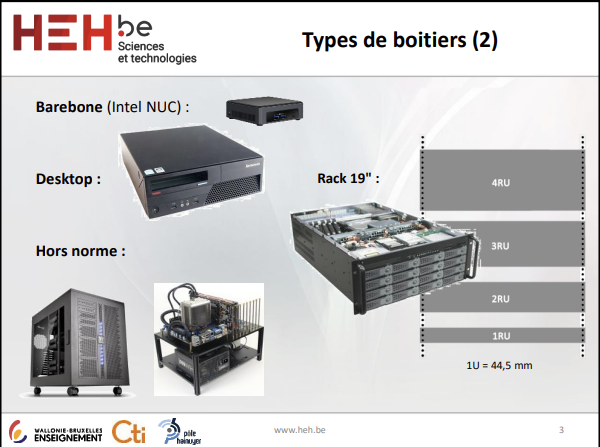 HEH.be
Sciences
et technologies
Types de boitiers (2)
Barebone (Intel NUC) :
Desktop :
Rack 19" :
4RU
3RU
Hors norme :
2RU
1RU
1U = 44,5 mm
WALLONIE-BRUXELLES
ENSEIGNEMENT
Cti
pôle
hainuyer
www.heh.be
3